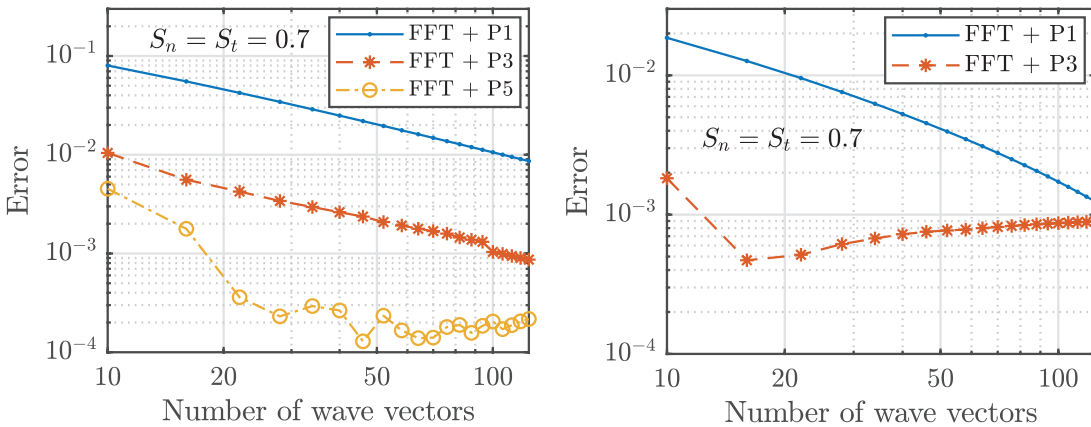 Error
10^{-1}
10^{-2}
10^{-3}
10^{-4}
S_n = S_t = 0.7
FFT + P1
FFT + P3
FFT + P5
10 20 50 100
Number of wave vectors
Error
10^{-2}
10^{-3}
10^{-4}
FFT + P1
FFT + P3
S_n = S_t = 0.7
10 20 50 100
Number of wave vectors